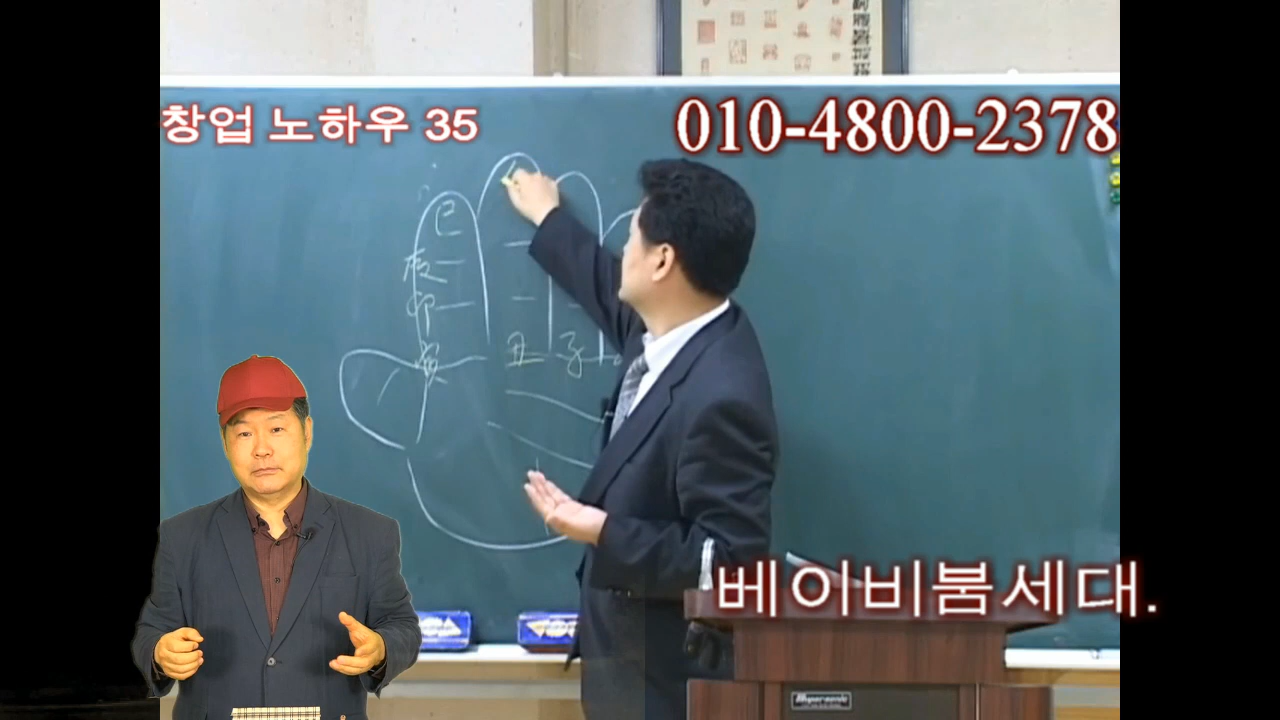 창업 노하우 35
010-4800-2378
巳
辰
卯
寅 丑 子
베이비붐세대.
Hypersonic